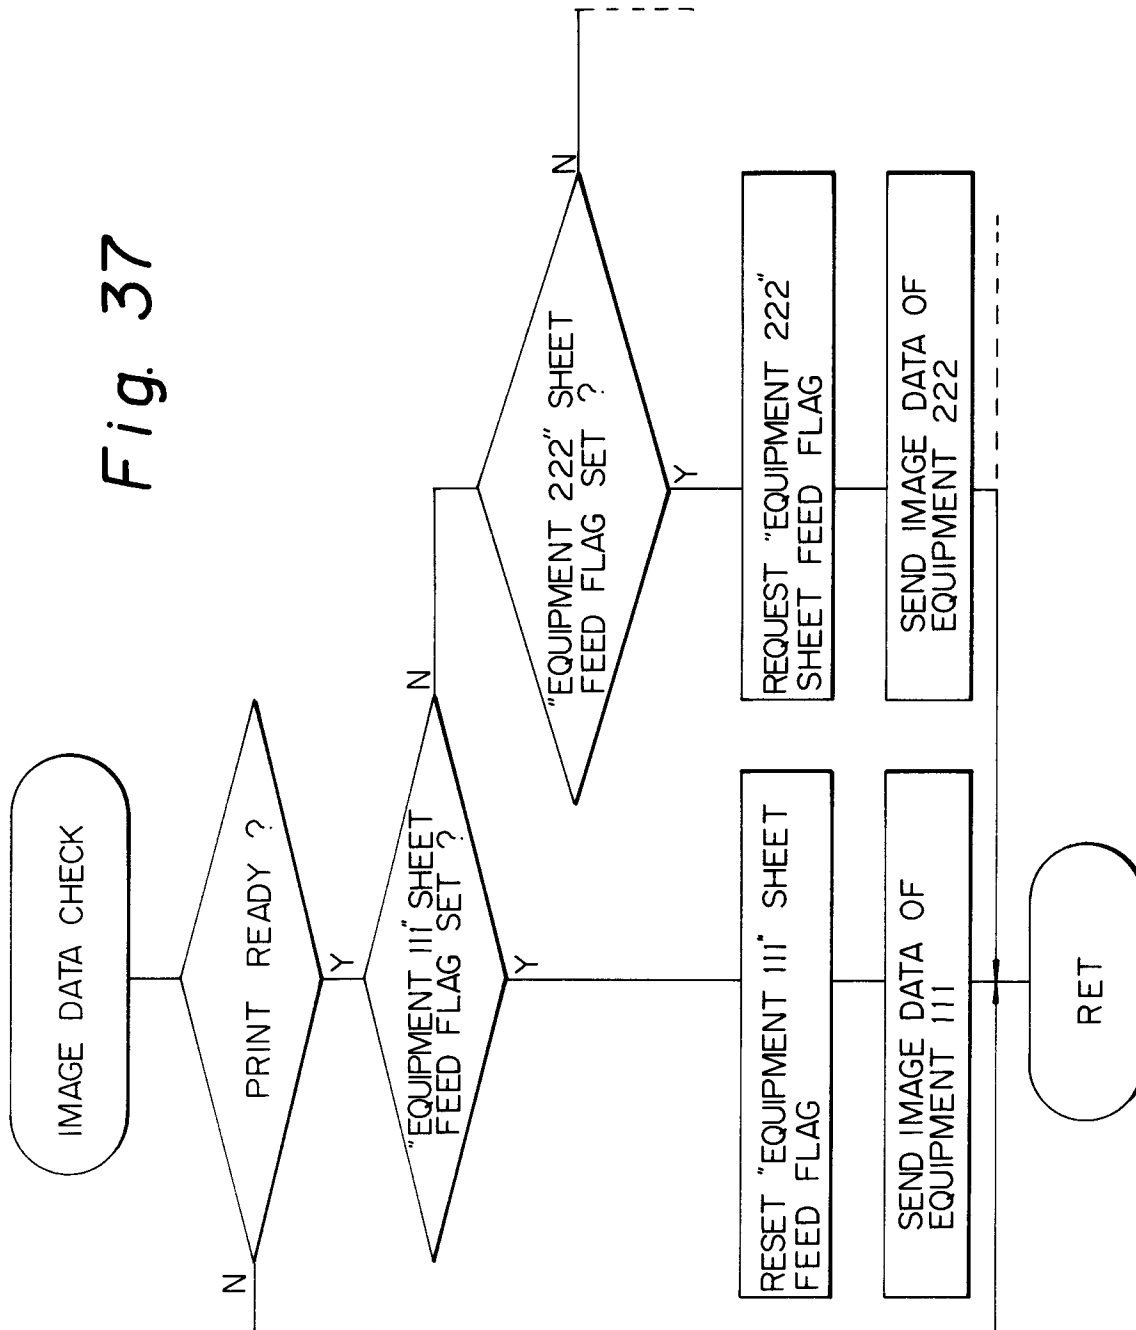 Fig. 37
IMAGE DATA CHECK
PRINT READY ?
N
Y
"EQUIPMENT 111" SHEET
FEED FLAG SET ?
N
Y
"EQUIPMENT 222" SHEET
FEED FLAG SET ?
N
Y
RESET "EQUIPMENT 111" SHEET
FEED FLAG
REQUEST "EQUIPMENT 222"
SHEET FEED FLAG
SEND IMAGE DATA OF
EQUIPMENT 111
SEND IMAGE DATA OF
EQUIPMENT 222
RET